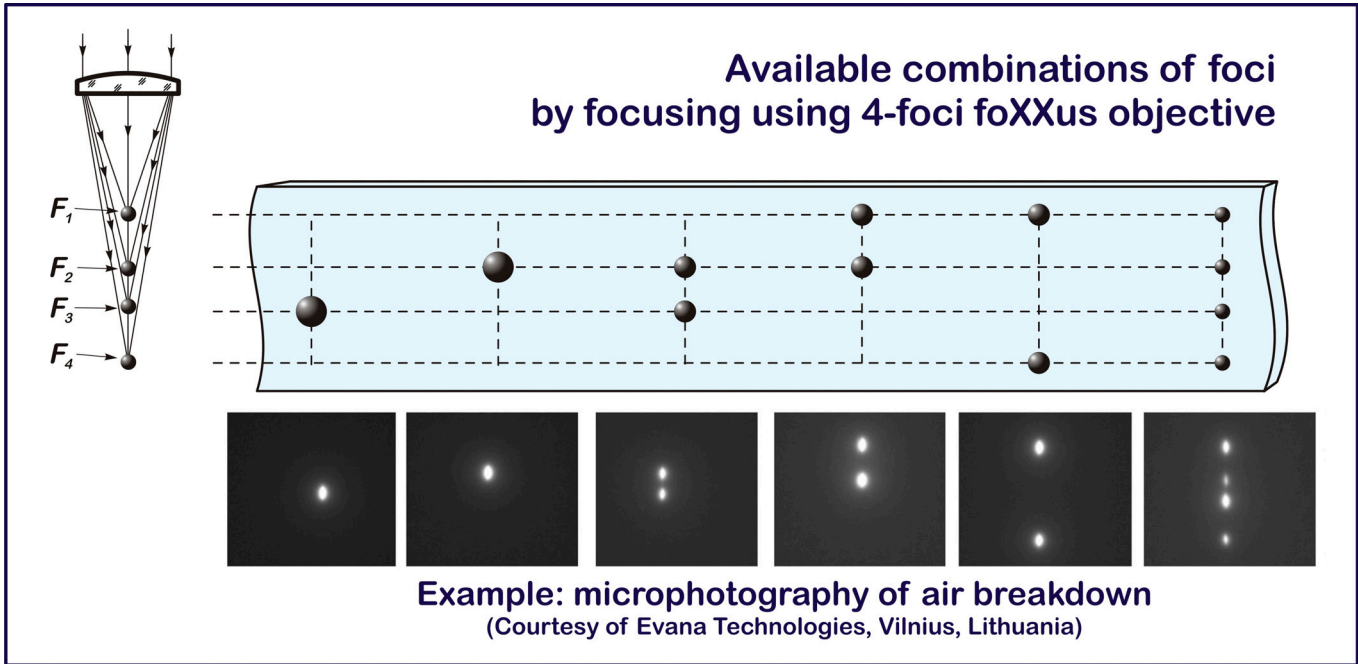 Available combinations of foci
by focusing using 4-foci foXXus objective
F1
F2
F3
F4
Example: microphotography of air breakdown
(Courtesy of Evana Technologies, Vilnius, Lithuania)